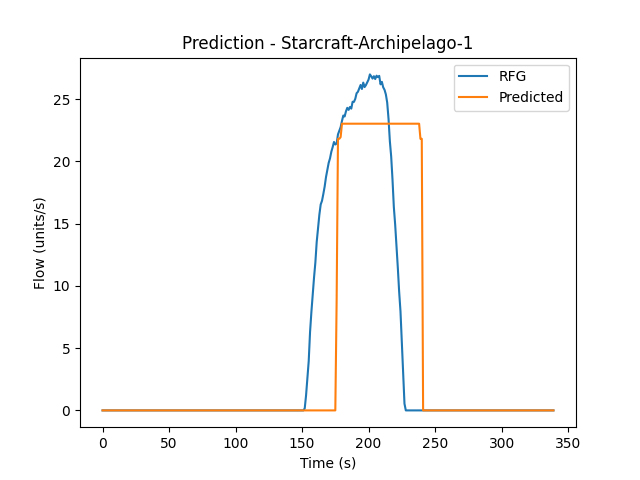 Prediction - Starcraft-Archipelago-1
RFG
Predicted
Flow (units/s)
25
20
15
10
5
0
0 50 100 150 200 250 300 350
Time (s)